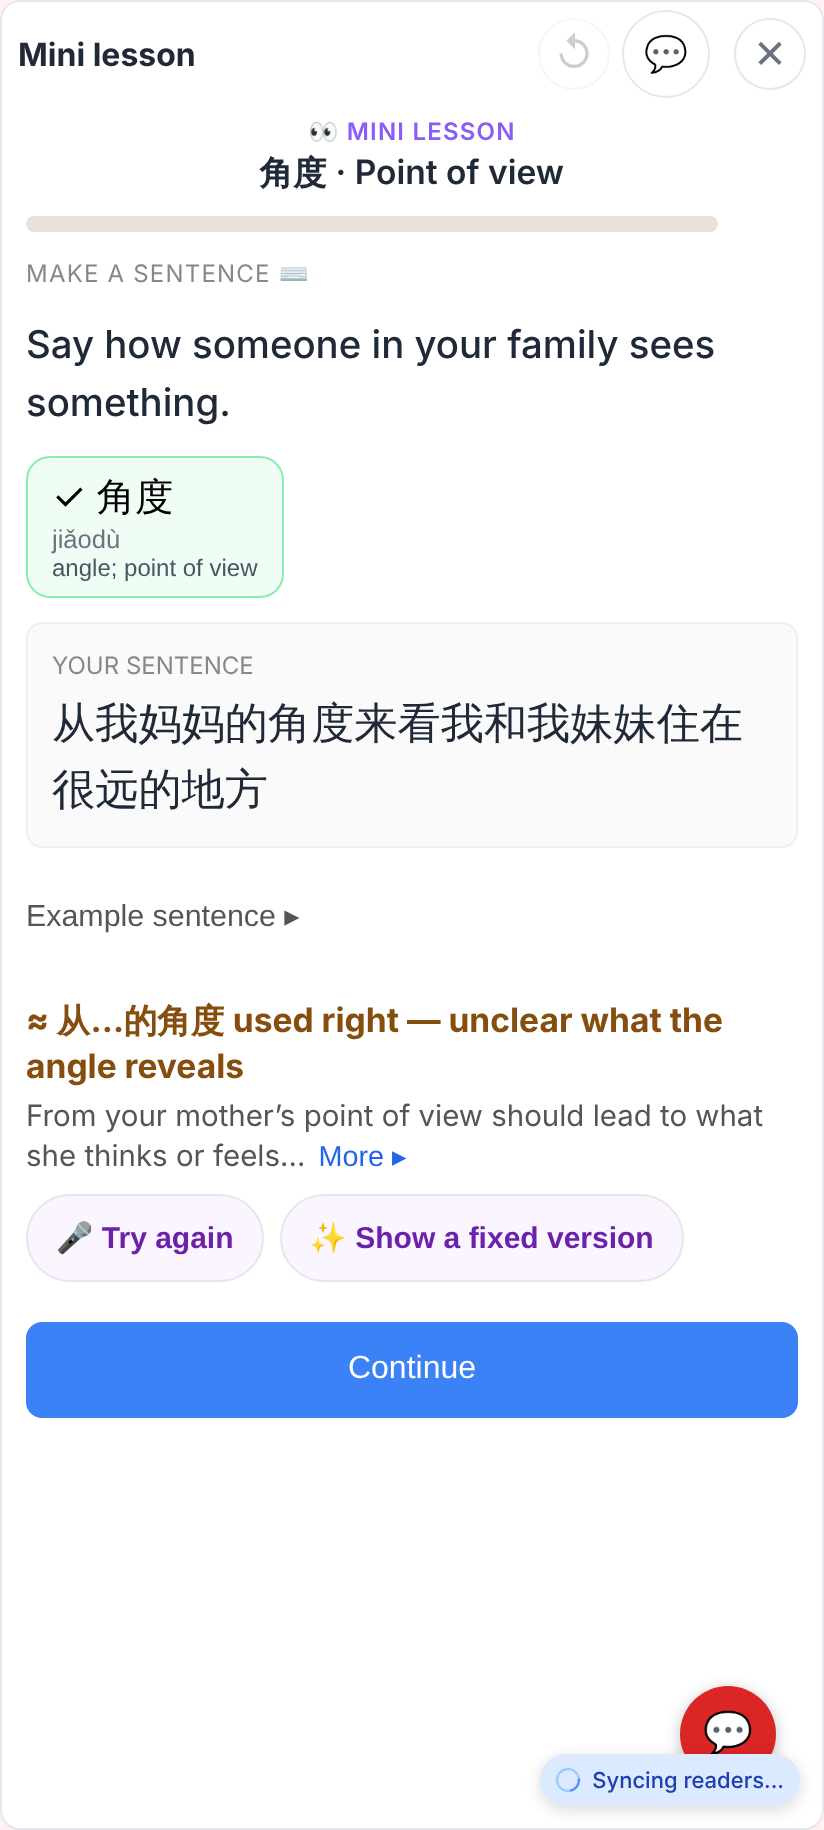 Mini lesson
👀 MINI LESSON
角度 · Point of view
MAKE A SENTENCE ⌨️
Say how someone in your family sees
something.
✓ 角度
jiǎodù
angle; point of view
YOUR SENTENCE
从我妈妈的角度来看我和我妹妹住在
很远的地方
Example sentence ▸
≈ 从…的角度 used right — unclear what the
angle reveals
From your mother’s point of view should lead to what
she thinks or feels… More ▸
🎤 Try again
✨ Show a fixed version
Continue
Syncing readers…